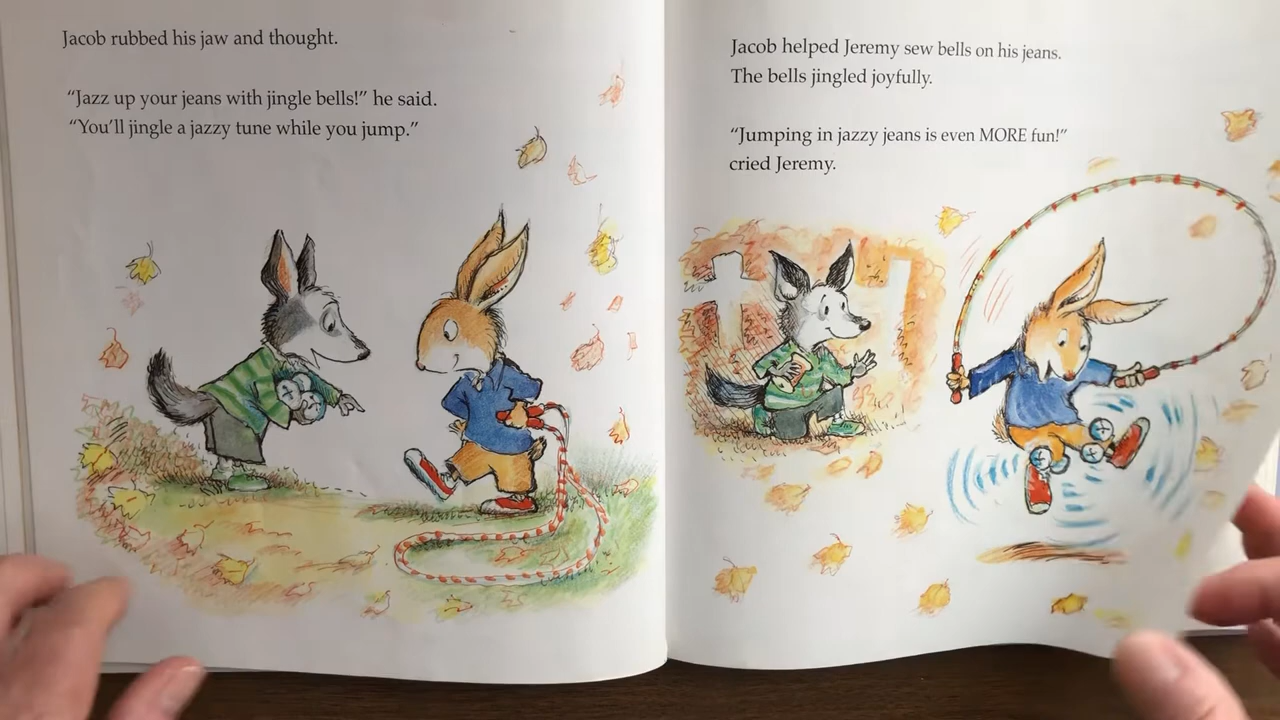 Jacob rubbed his jaw and thought.
“Jazz up your jeans with jingle bells!” he said.
“You’ll jingle a jazzy tune while you jump.”
Jacob helped Jeremy sew bells on his jeans.
The bells jingled joyfully.
“Jumping in jazzy jeans is even MORE fun!”
cried Jeremy.